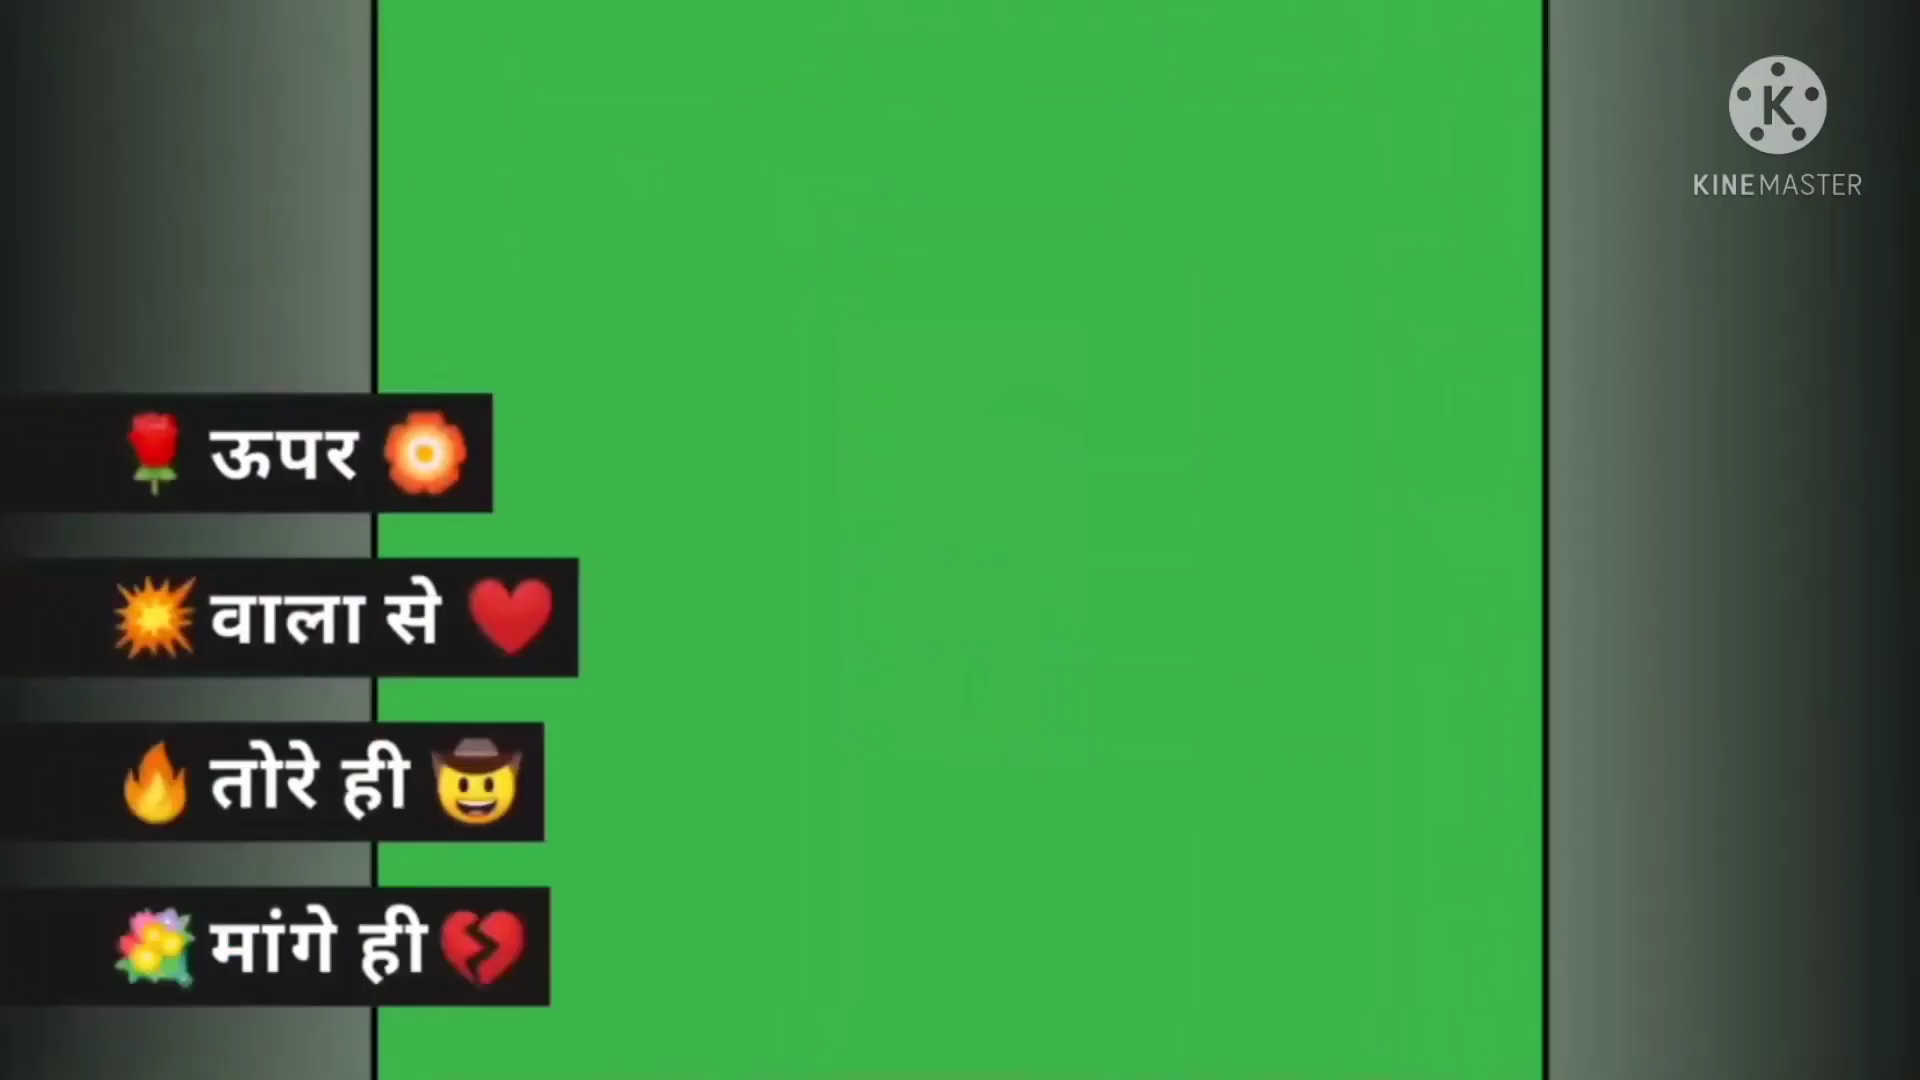 KINEMASTER
🌹 ऊपर 🏵️
💥 वाला से ❤️
🔥 तोरे ही 🤠
💐 मांगे ही 💔